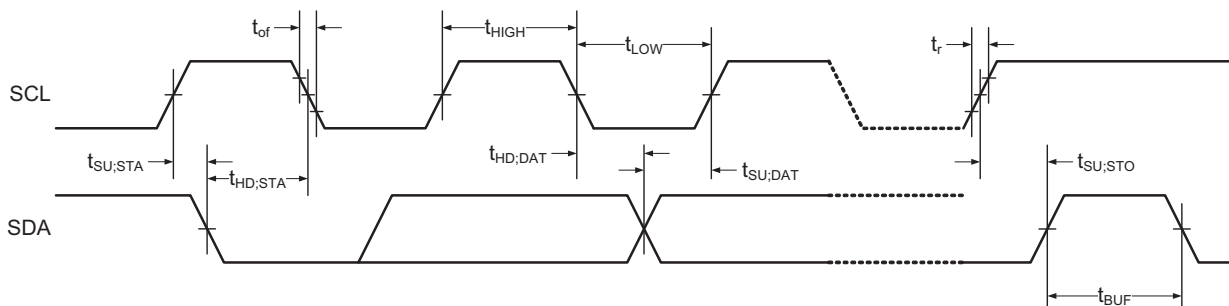 t_of
t_HIGH
t_LOW
t_r
SCL
t_SU;STA
t_HD;STA
t_HD;DAT
t_SU;DAT
t_SU;STO
SDA
t_BUF